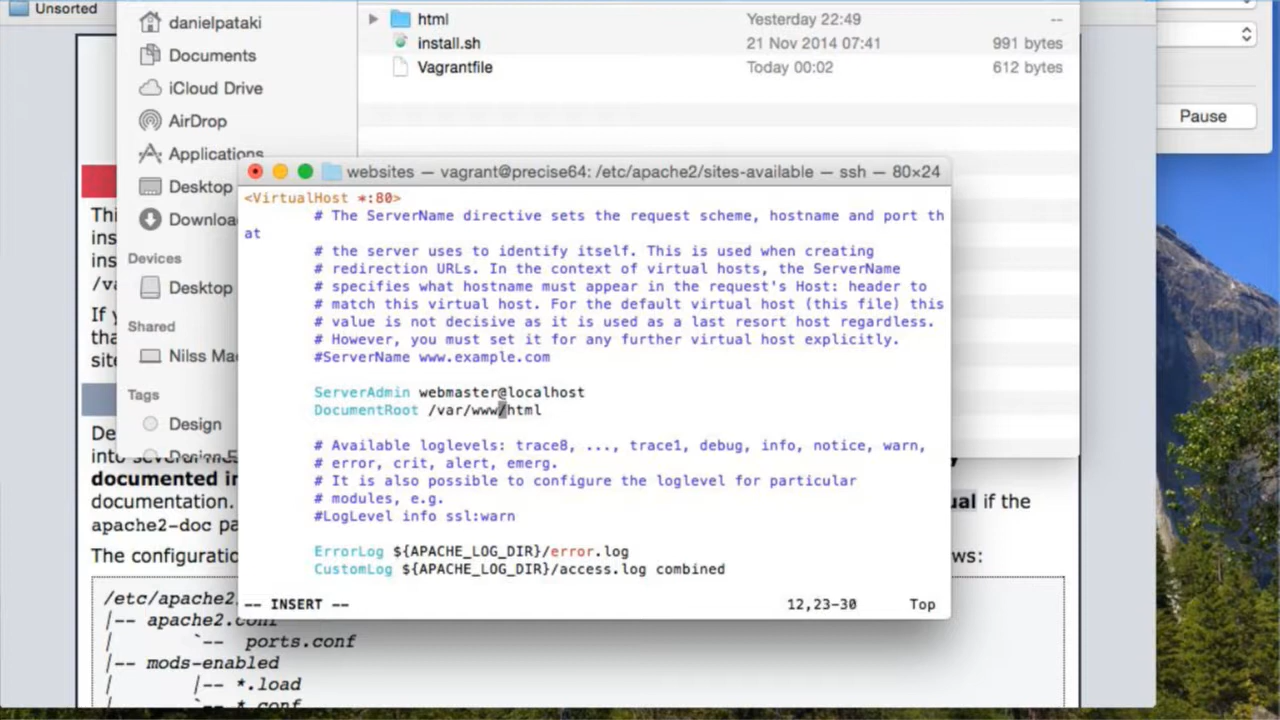 Unsorted
danielpataki
Documents
iCloud Drive
AirDrop
Applications
Desktop
Devices
Desktop
Shared
Tags
Design
html Yesterday 22:49 --
install.sh 21 Nov 2014 07:41 991 bytes
Vagrantfile Today 00:02 612 bytes
Pause
websites — vagrant@precise64: /etc/apache2/sites-available — ssh — 80×24
<VirtualHost *:80>
# The ServerName directive sets the request scheme, hostname and port th
at
# the server uses to identify itself. This is used when creating
# redirection URLs. In the context of virtual hosts, the ServerName
# specifies what hostname must appear in the request's Host: header to
# match this virtual host. For the default virtual host (this file) this
# value is not decisive as it is used as a last resort host regardless.
# However, you must set it for any further virtual host explicitly.
#ServerName www.example.com
ServerAdmin webmaster@localhost
DocumentRoot /var/www/html
# Available loglevels: trace8, ..., trace1, debug, info, notice, warn,
# error, crit, alert, emerg.
# It is also possible to configure the loglevel for particular
# modules, e.g.
#LogLevel info ssl:warn
ErrorLog ${APACHE_LOG_DIR}/error.log
CustomLog ${APACHE_LOG_DIR}/access.log combined
-- INSERT -- 12,23-30 Top
documented
documentation. if the
apache2-doc
The
/etc/apache2
|-- apache2.conf
| `-- ports.conf
|-- mods-enabled
| |-- *.load
| `-- *.conf